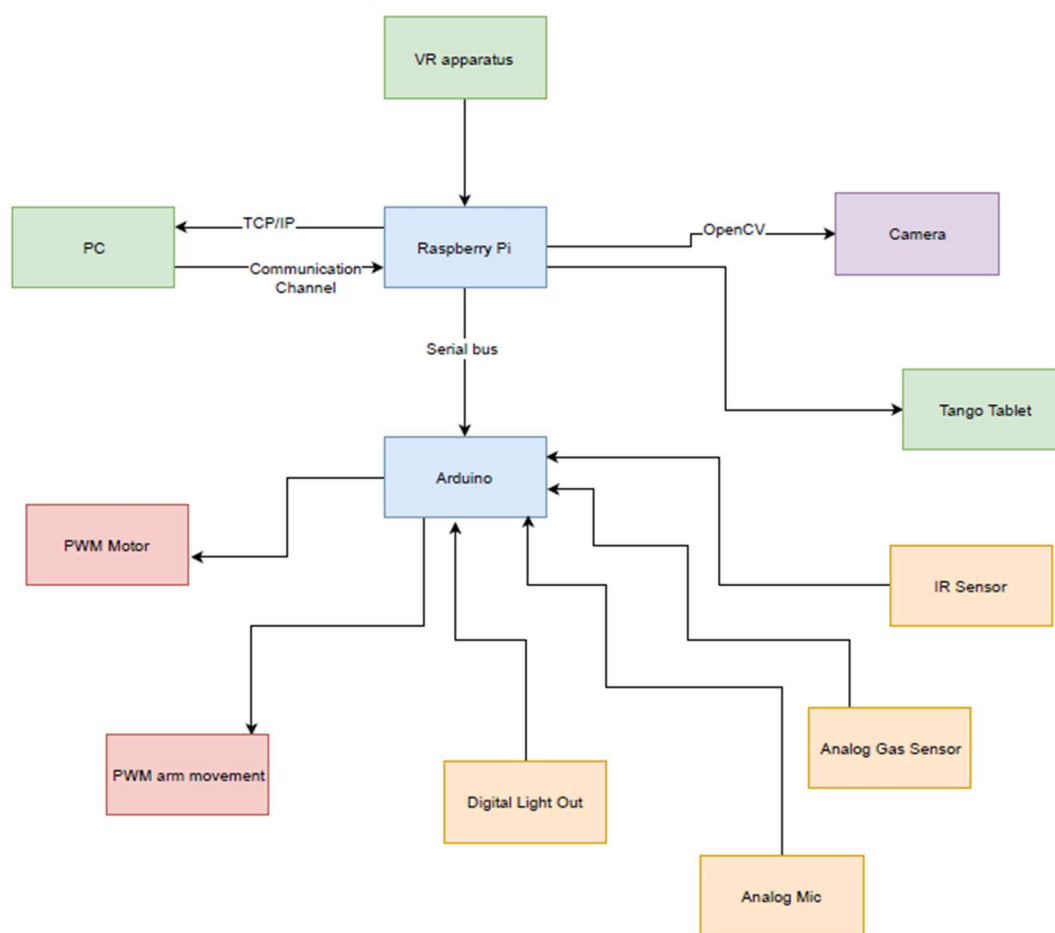 VR apparatus
TCP/IP
PC
Raspberry Pi
OpenCV
Camera
Communication
Channel
Serial bus
Tango Tablet
Arduino
PWM Motor
IR Sensor
Analog Gas Sensor
PWM arm movement
Digital Light Out
Analog Mic